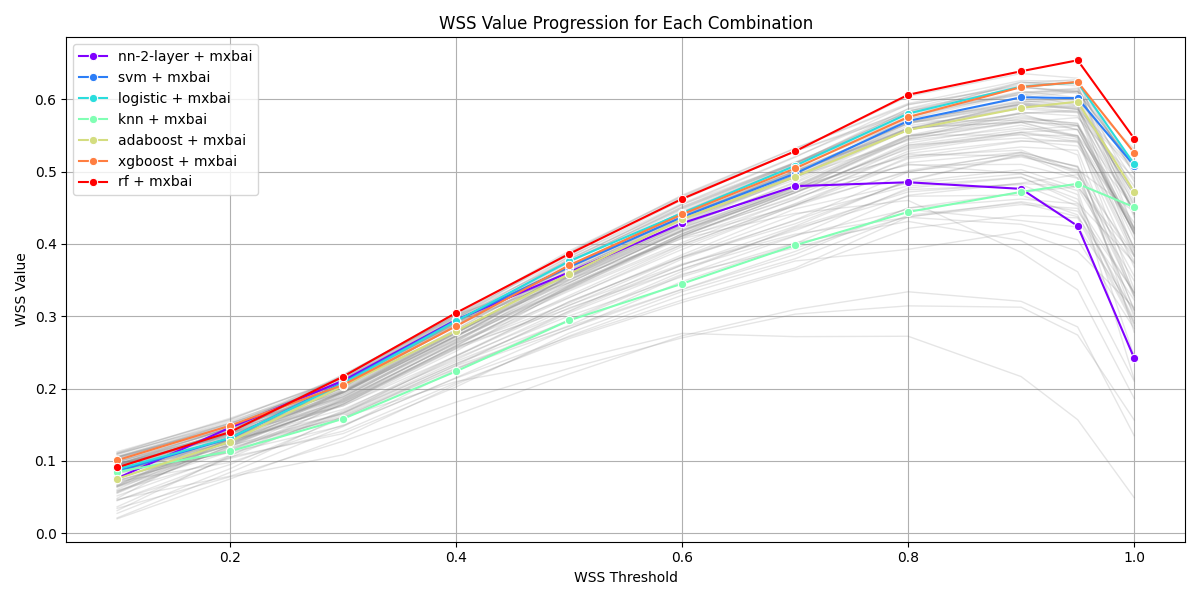 WSS Value Progression for Each Combination
nn-2-layer + mxbai
svm + mxbai
logistic + mxbai
knn + mxbai
adaboost + mxbai
xgboost + mxbai
rf + mxbai
WSS Value
0.6
0.5
0.4
0.3
0.2
0.1
0.0
0.2 0.4 0.6 0.8 1.0
WSS Threshold